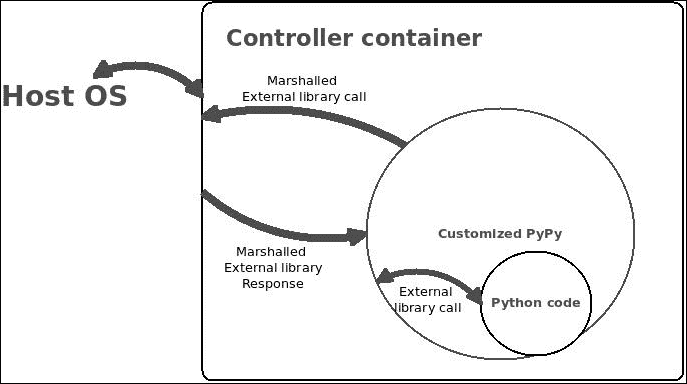 Controller container
Host OS
Marshalled
External library call
Customized PyPy
Marshalled
External library
Response
External
library call
Python code